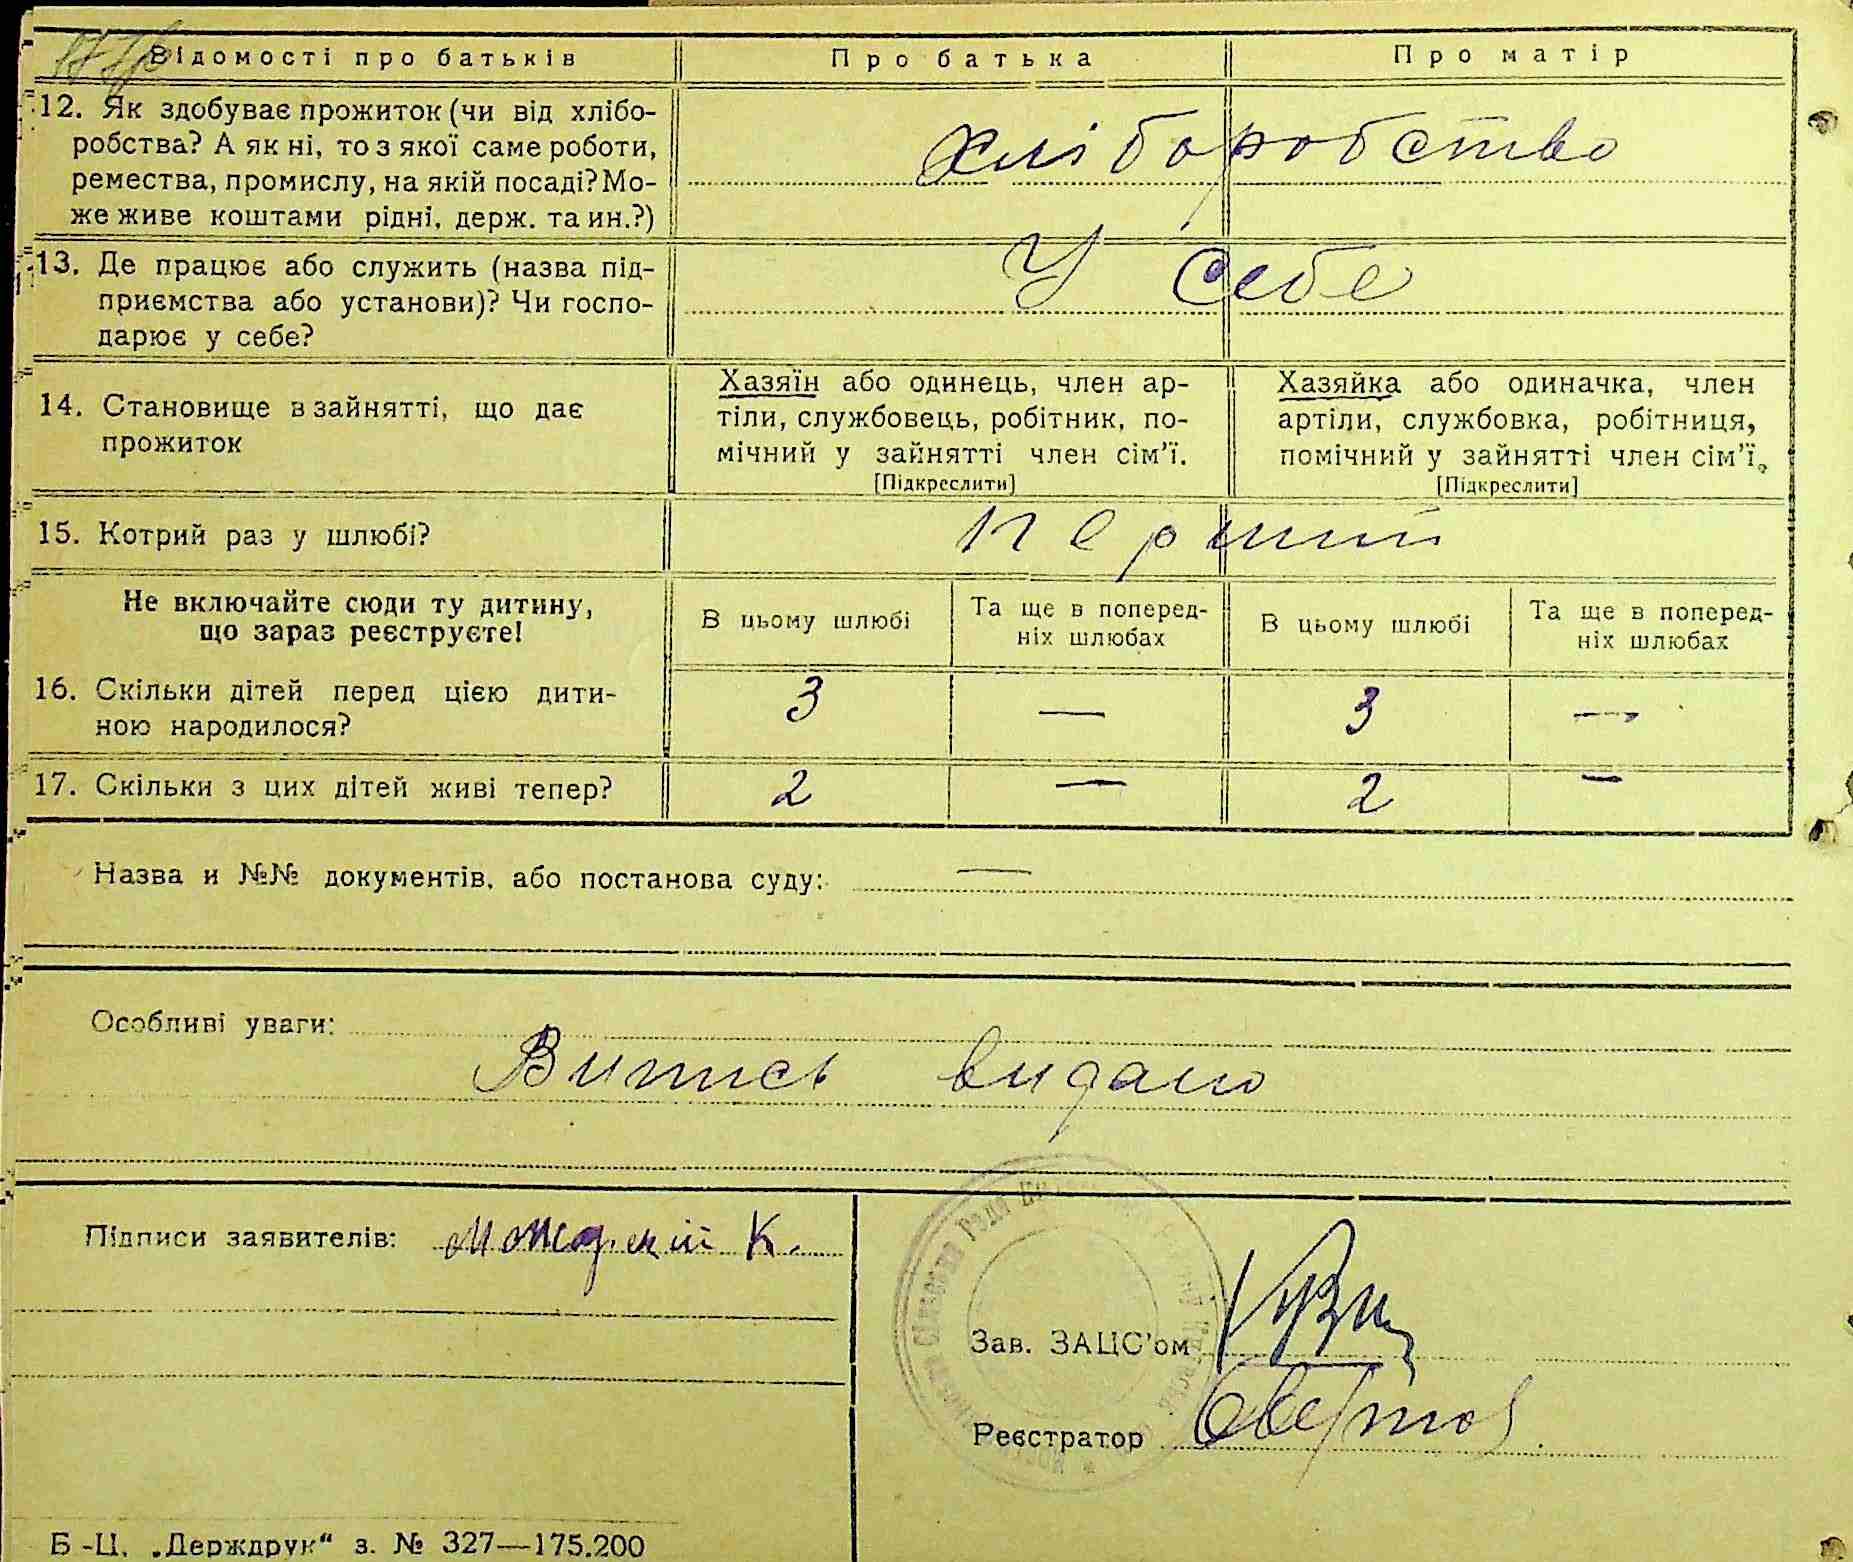 Відомості про батьків
Про батька
Про матір
12. Як здобуває прожиток (чи від хлібо-
робства? А як ні, то з якої саме роботи,
ремества, промислу, на якій посаді? Мо-
же живе коштами рідні, держ. та ин.?)
Хліборобство
13. Де працює або служить (назва під-
приємства або установи)? Чи госпо-
дарює у себе?
У себе
14. Становище в зайнятті, що дає
прожиток
Хазяїн або одинець, член ар-
тіли, службовець, робітник, по-
мічний у зайнятті член сім'ї.
[Підкреслити]
Хазяйка або одиначка, член
артіли, службовка, робітниця,
помічний у зайнятті член сім'ї.
[Підкреслити]
15. Котрий раз у шлюбі?
перший
Не включайте сюди ту дитину,
що зараз реєструєте!
В цьому шлюбі
Та ще в поперед-
ніх шлюбах
В цьому шлюбі
Та ще в поперед-
ніх шлюбах
16. Скільки дітей перед цією дити-
ною народилося?
3 — 3 —
17. Скільки з цих дітей живі тепер?
2 — 2 —
Назва и №№ документів, або постанова суду: —
Особливі уваги:
Випись видано
Підписи заявителів: К.
Зав. ЗАЦС'ом
Реєстратор
Б-Ц. „Держдрук“ з. № 327—175.200